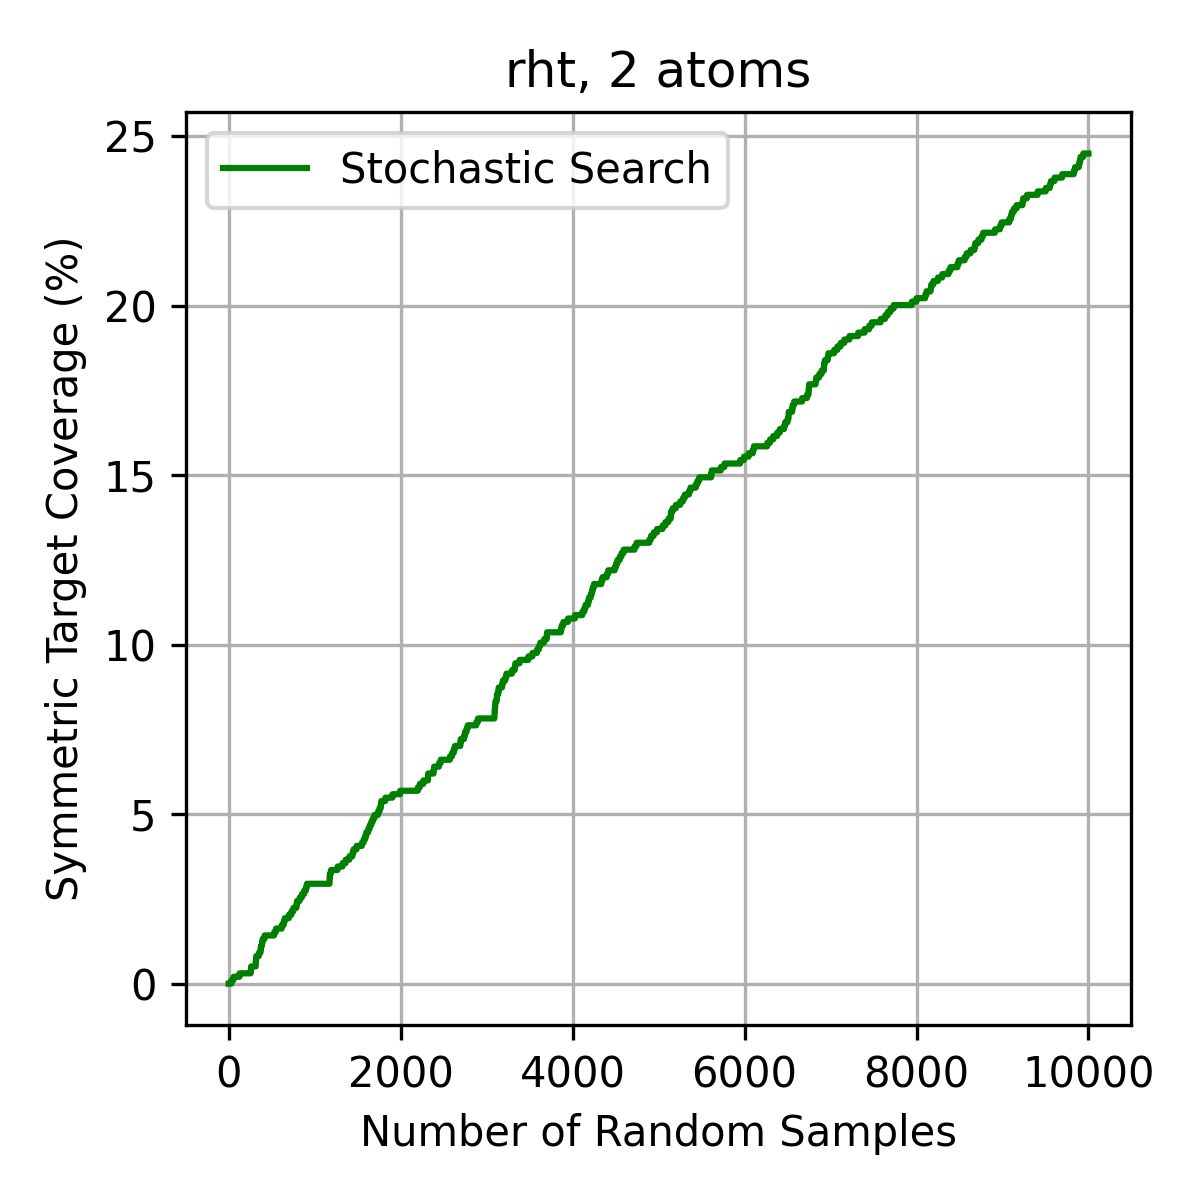 rht, 2 atoms
Stochastic Search
Symmetric Target Coverage (%)
25
20
15
10
5
0
0 2000 4000 6000 8000 10000
Number of Random Samples